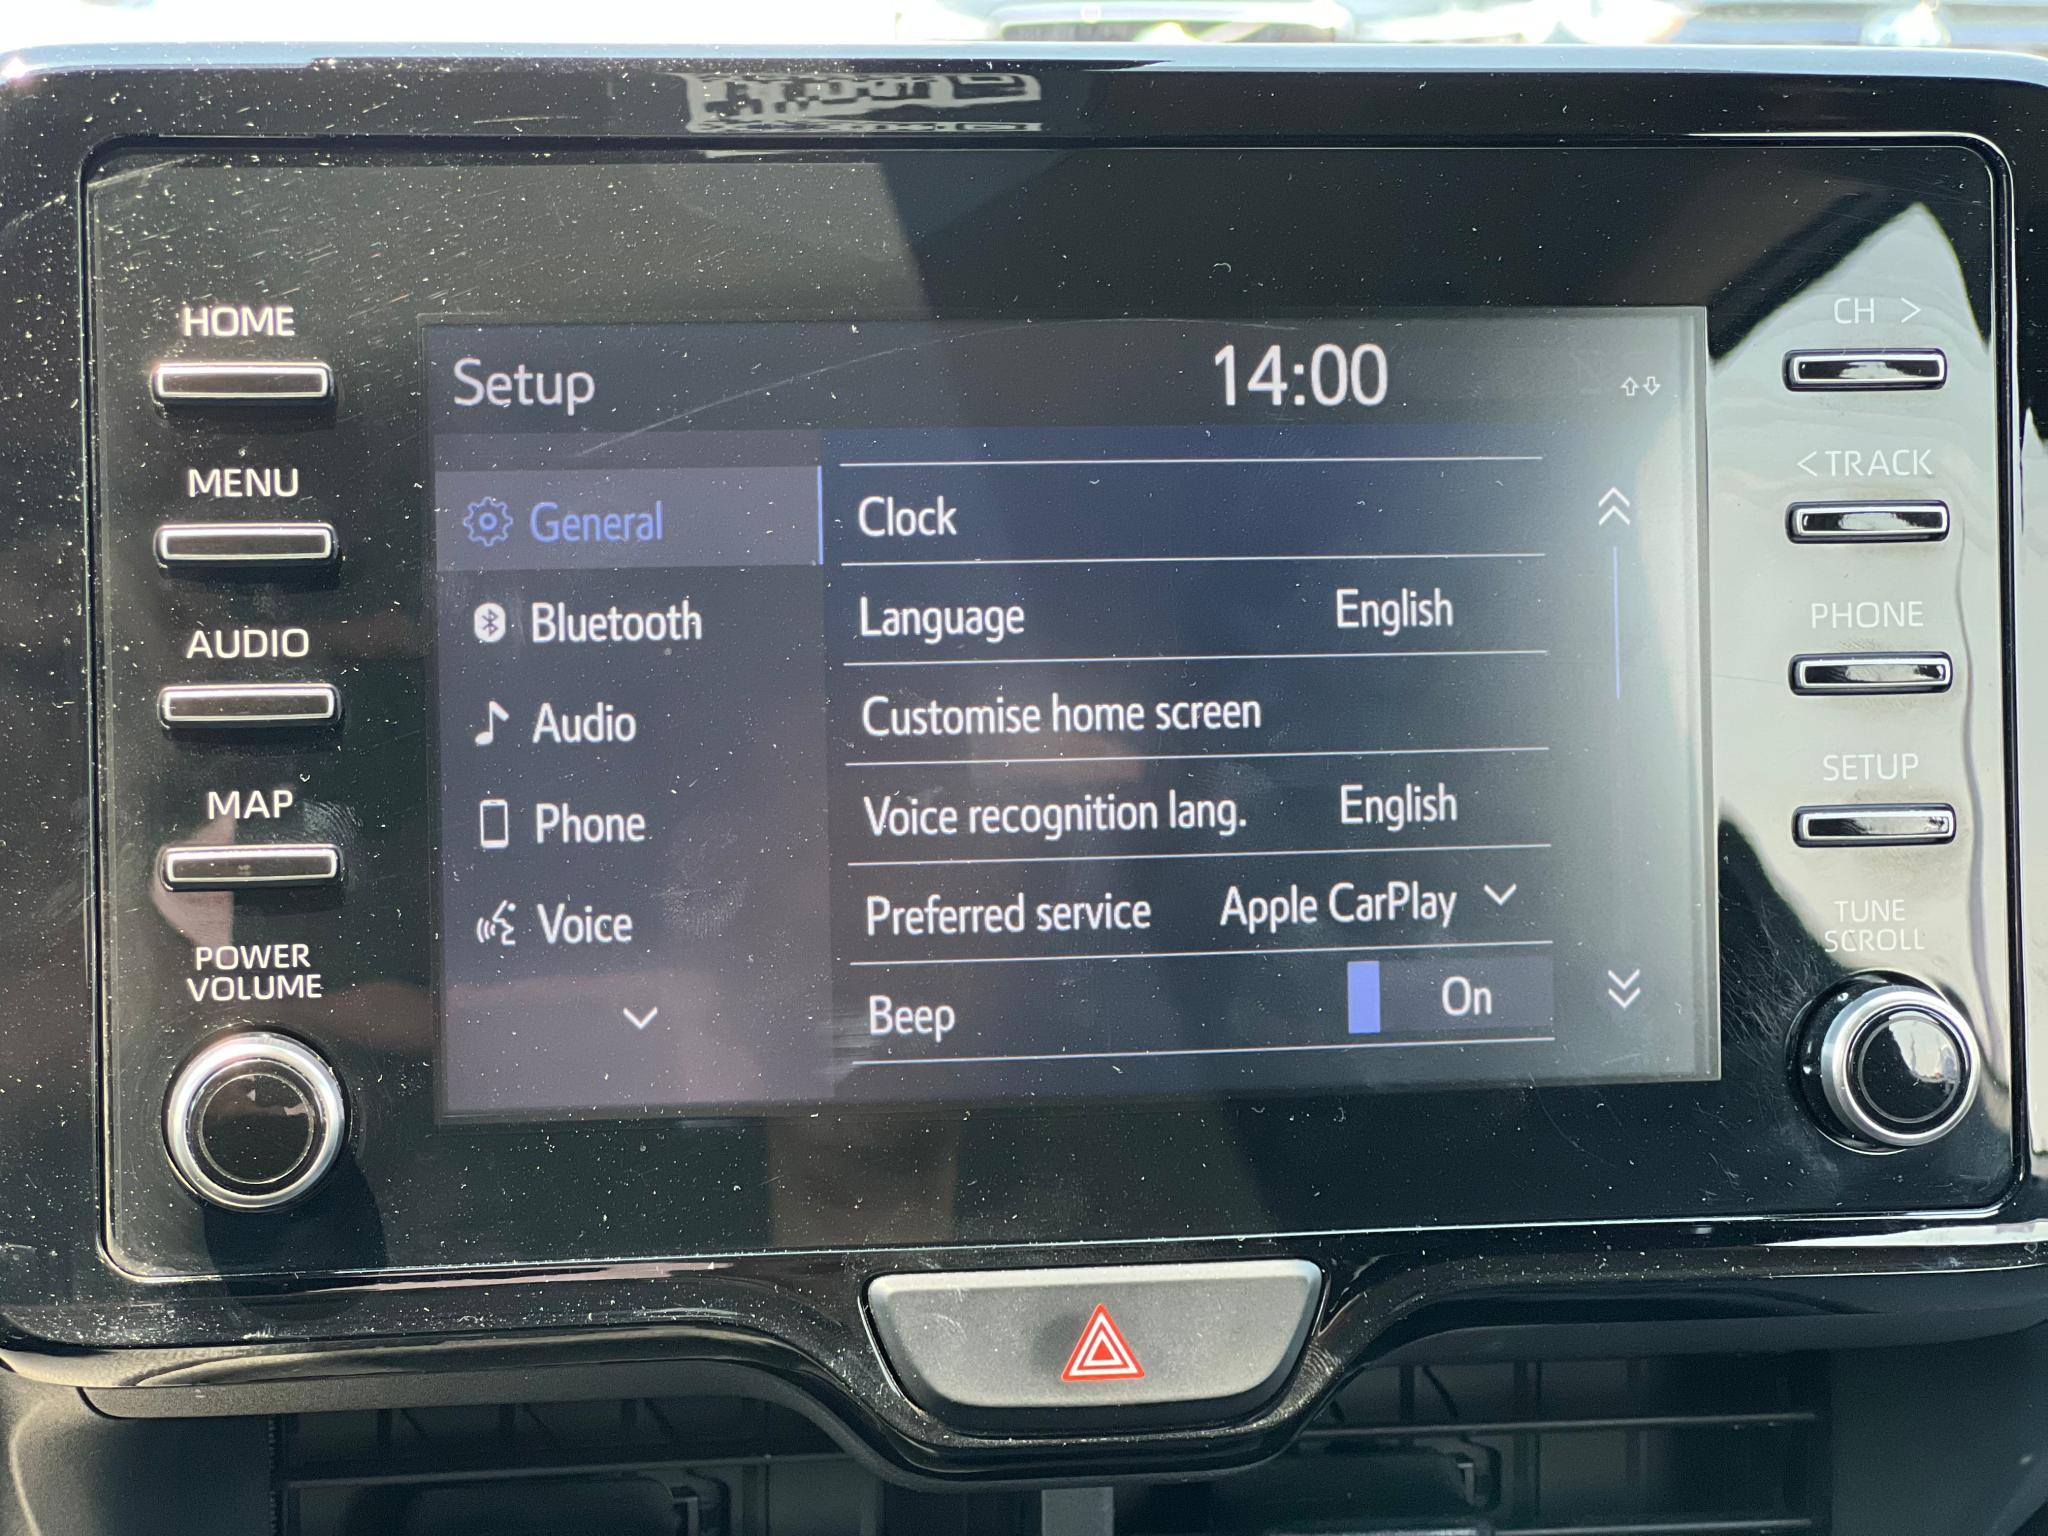 HOME
MENU
AUDIO
MAP
POWER
VOLUME
Setup
14:00
General
Bluetooth
Audio
Phone
Voice
Clock
Language English
Customise home screen
Voice recognition lang. English
Preferred service Apple CarPlay
Beep On
CH >
< TRACK
PHONE
SETUP
TUNE
SCROLL